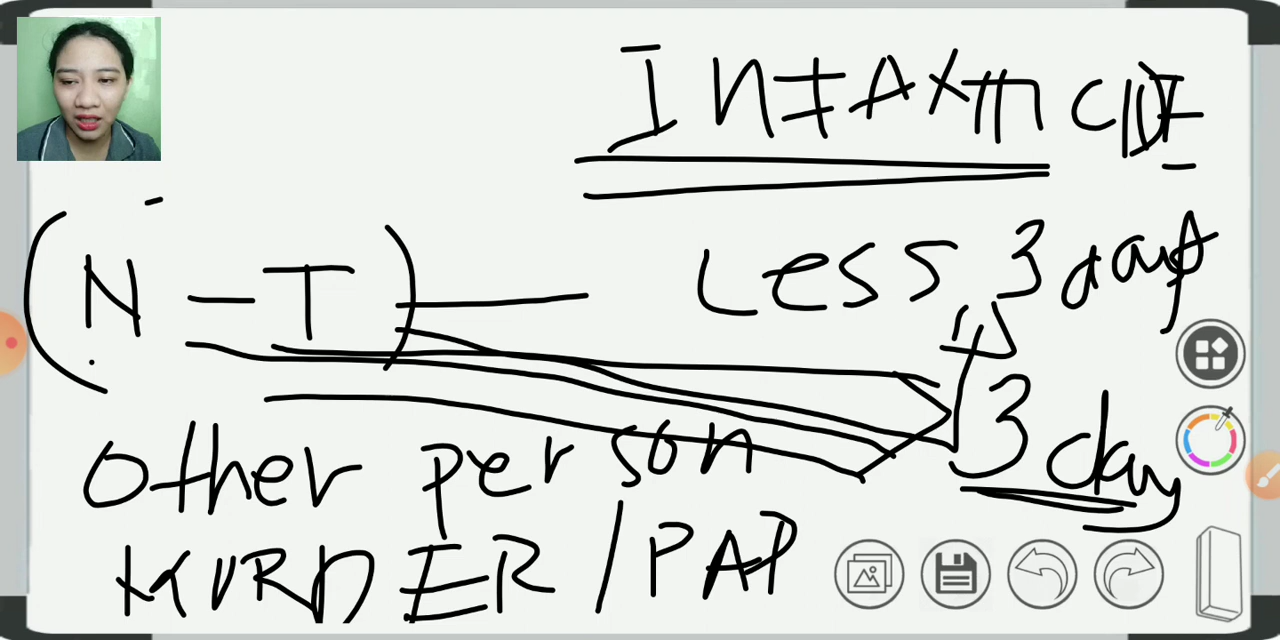 INFANTICIDE
Less 3 days
(N - T)
3 day
Other person
MURDER / PAP